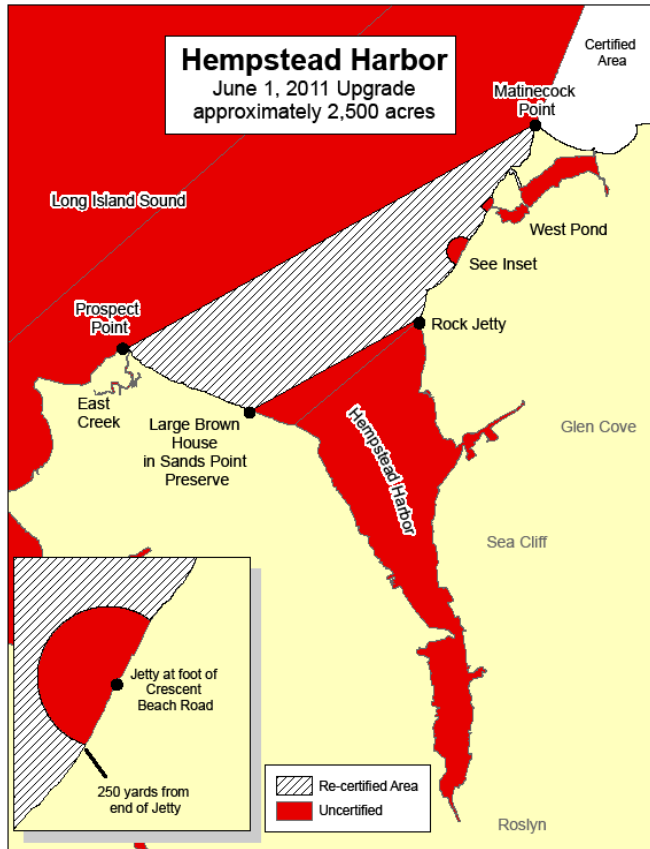 Hempstead Harbor
June 1, 2011 Upgrade
approximately 2,500 acres
Certified
Area
Matinecock
Point
Long Island Sound
West Pond
See Inset
Prospect
Point
Rock Jetty
East
Creek
Large Brown
House
in Sands Point
Preserve
Hempstead Harbor
Glen Cove
Sea Cliff
Jetty at foot of
Crescent
Beach Road
250 yards from
end of Jetty
Re-certified Area
Uncertified
Roslyn